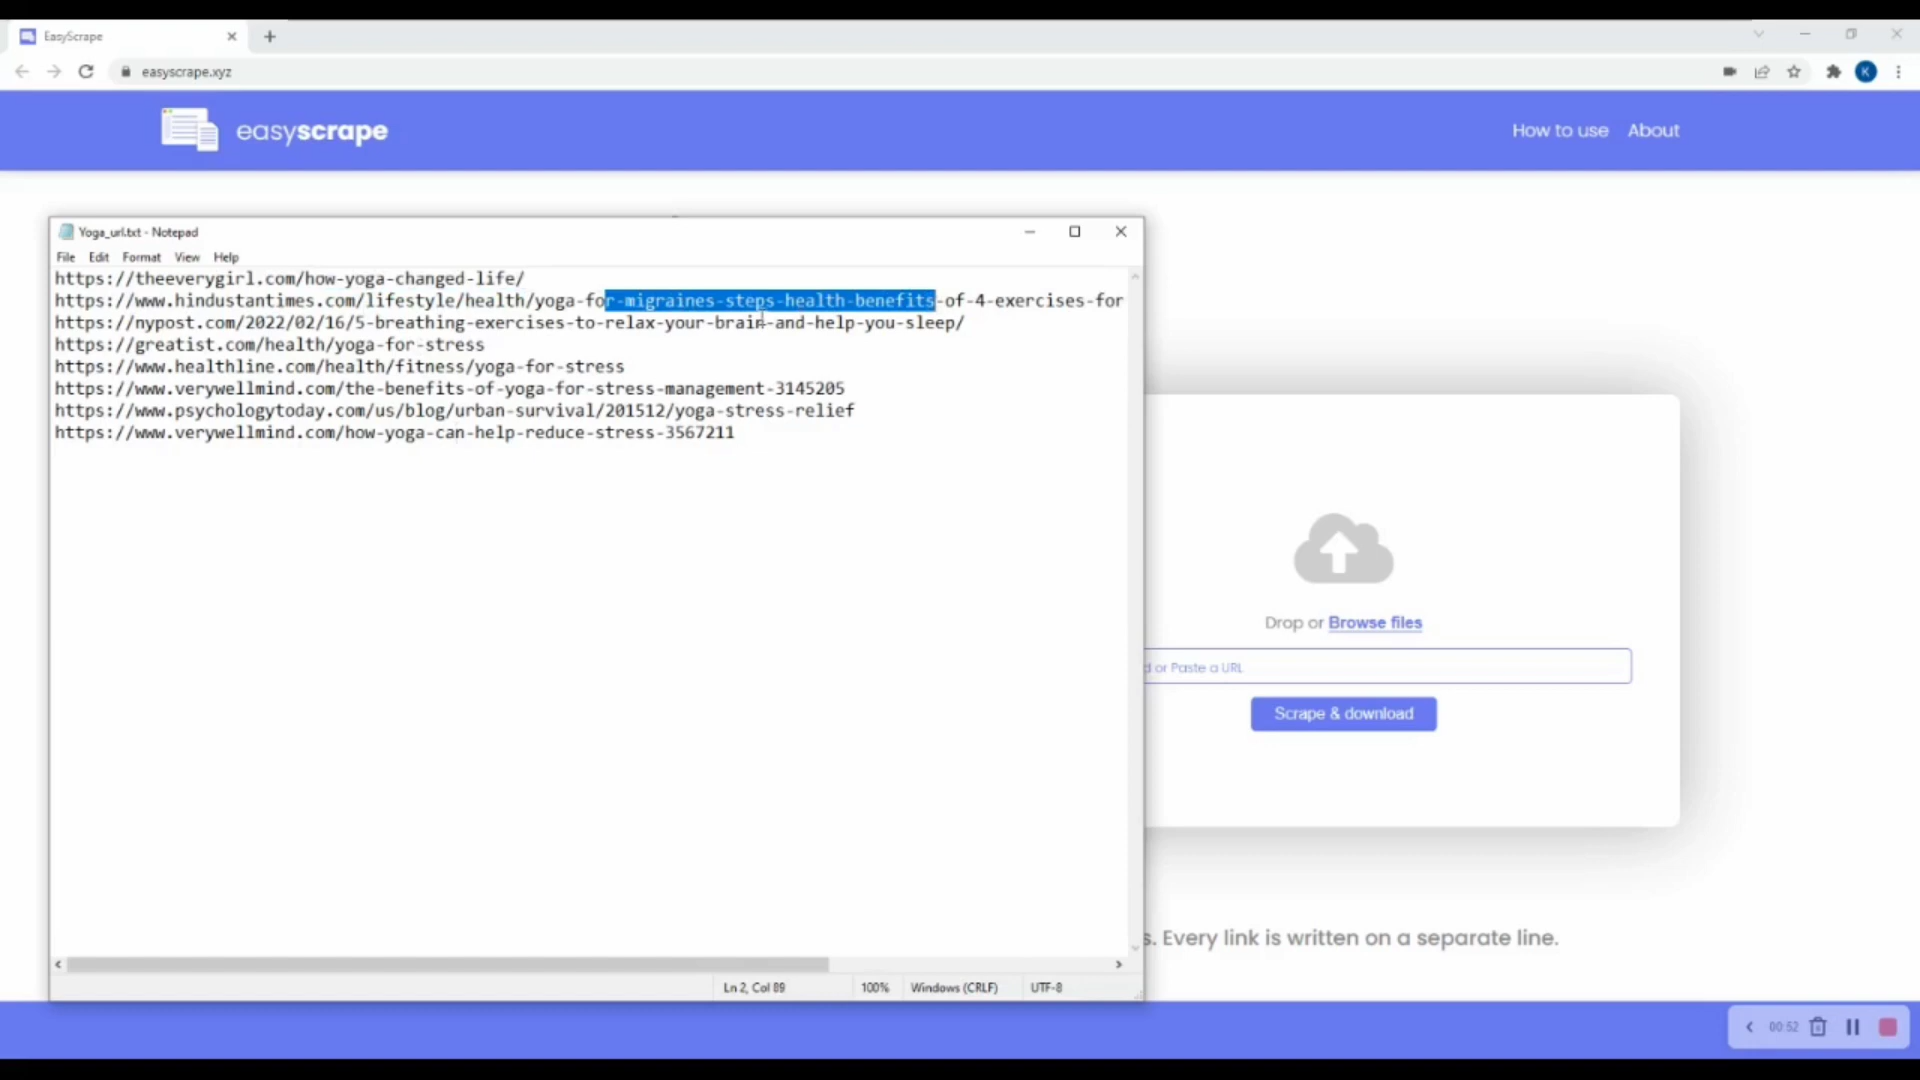 EasyScrape
easyscrape.xyz
K
easyscrape
How to use About
Yoga_url.txt - Notepad
File Edit Format View Help
https://theeverygirl.com/how-yoga-changed-life/
https://www.hindustantimes.com/lifestyle/health/yoga-for-migraines-steps-health-benefits-of-4-exercises-for
https://nypost.com/2022/02/16/5-breathing-exercises-to-relax-your-brain-and-help-you-sleep/
https://greatist.com/health/yoga-for-stress
https://www.healthline.com/health/fitness/yoga-for-stress
https://www.verywellmind.com/the-benefits-of-yoga-for-stress-management-3145205
https://www.psychologytoday.com/us/blog/urban-survival/201512/yoga-stress-relief
https://www.verywellmind.com/how-yoga-can-help-reduce-stress-3567211
Drop or Browse files
d or Paste a URL
Scrape & download
s. Every link is written on a separate line.
Ln 2, Col 89 100% Windows (CRLF) UTF-8
00:52